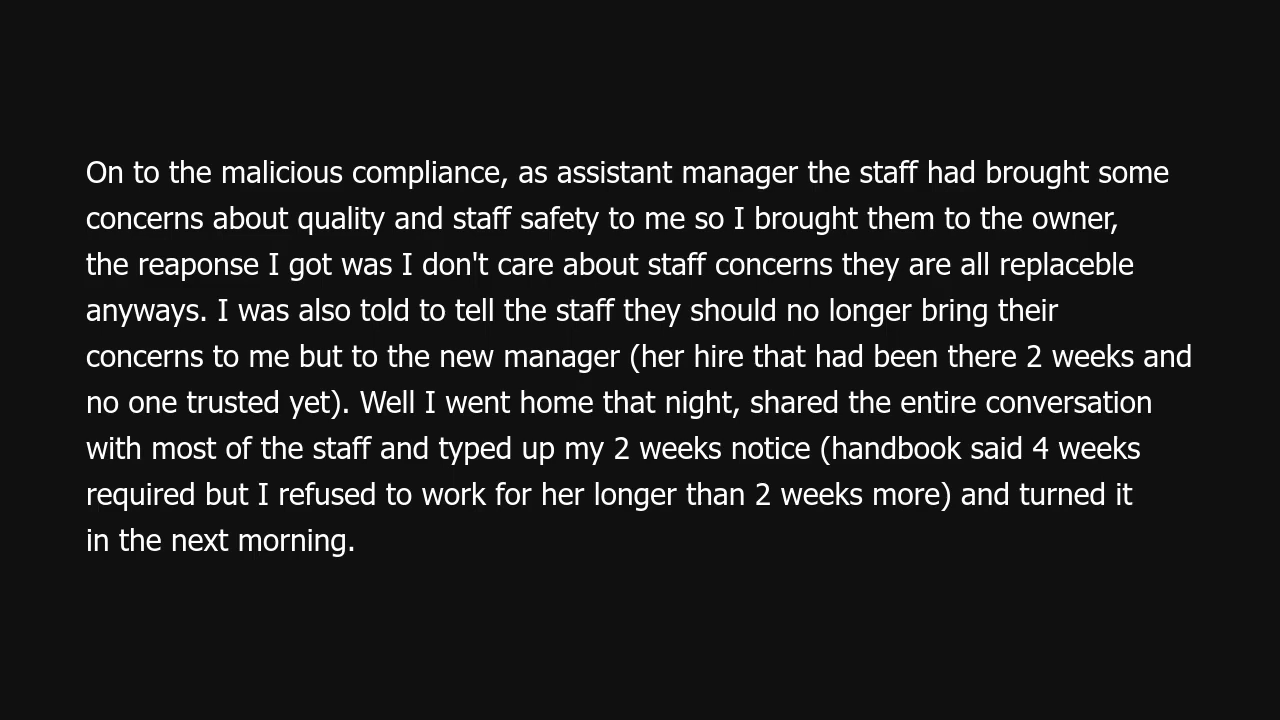 On to the malicious compliance, as assistant manager the staff had brought some
concerns about quality and staff safety to me so I brought them to the owner,
the reaponse I got was I don't care about staff concerns they are all replaceble
anyways. I was also told to tell the staff they should no longer bring their
concerns to me but to the new manager (her hire that had been there 2 weeks and
no one trusted yet). Well I went home that night, shared the entire conversation
with most of the staff and typed up my 2 weeks notice (handbook said 4 weeks
required but I refused to work for her longer than 2 weeks more) and turned it
in the next morning.